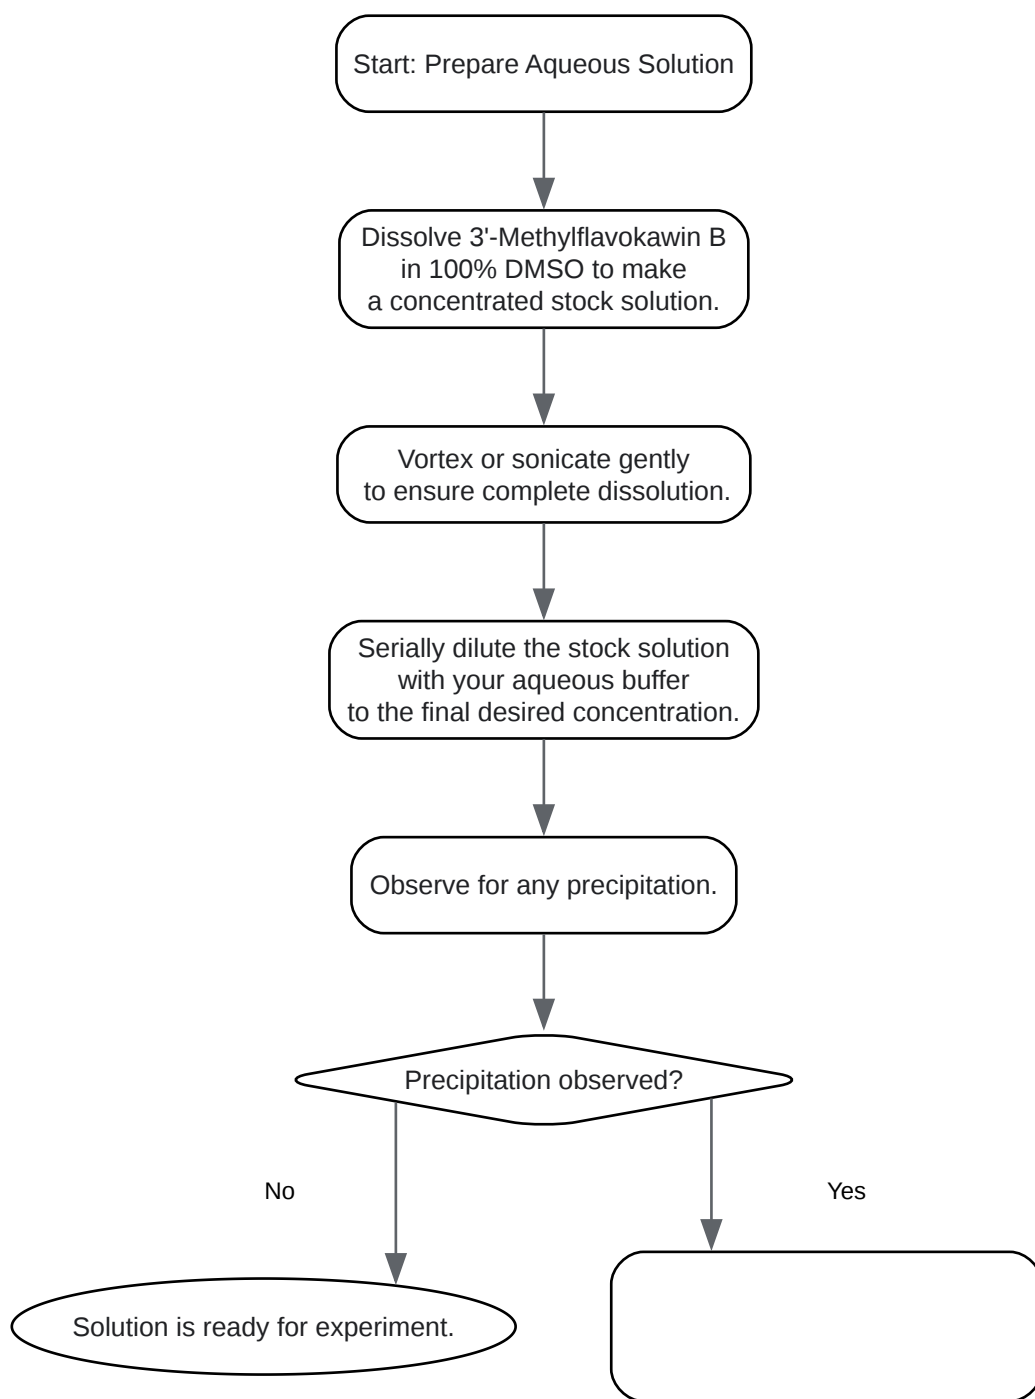 Start: Prepare Aqueous Solution
Dissolve 3'-Methylflavokawin B
in 100% DMSO to make
a concentrated stock solution.
Vortex or sonicate gently
to ensure complete dissolution.
Serially dilute the stock solution
with your aqueous buffer
to the final desired concentration.
Observe for any precipitation.
Precipitation observed?
No
Yes
Solution is ready for experiment.